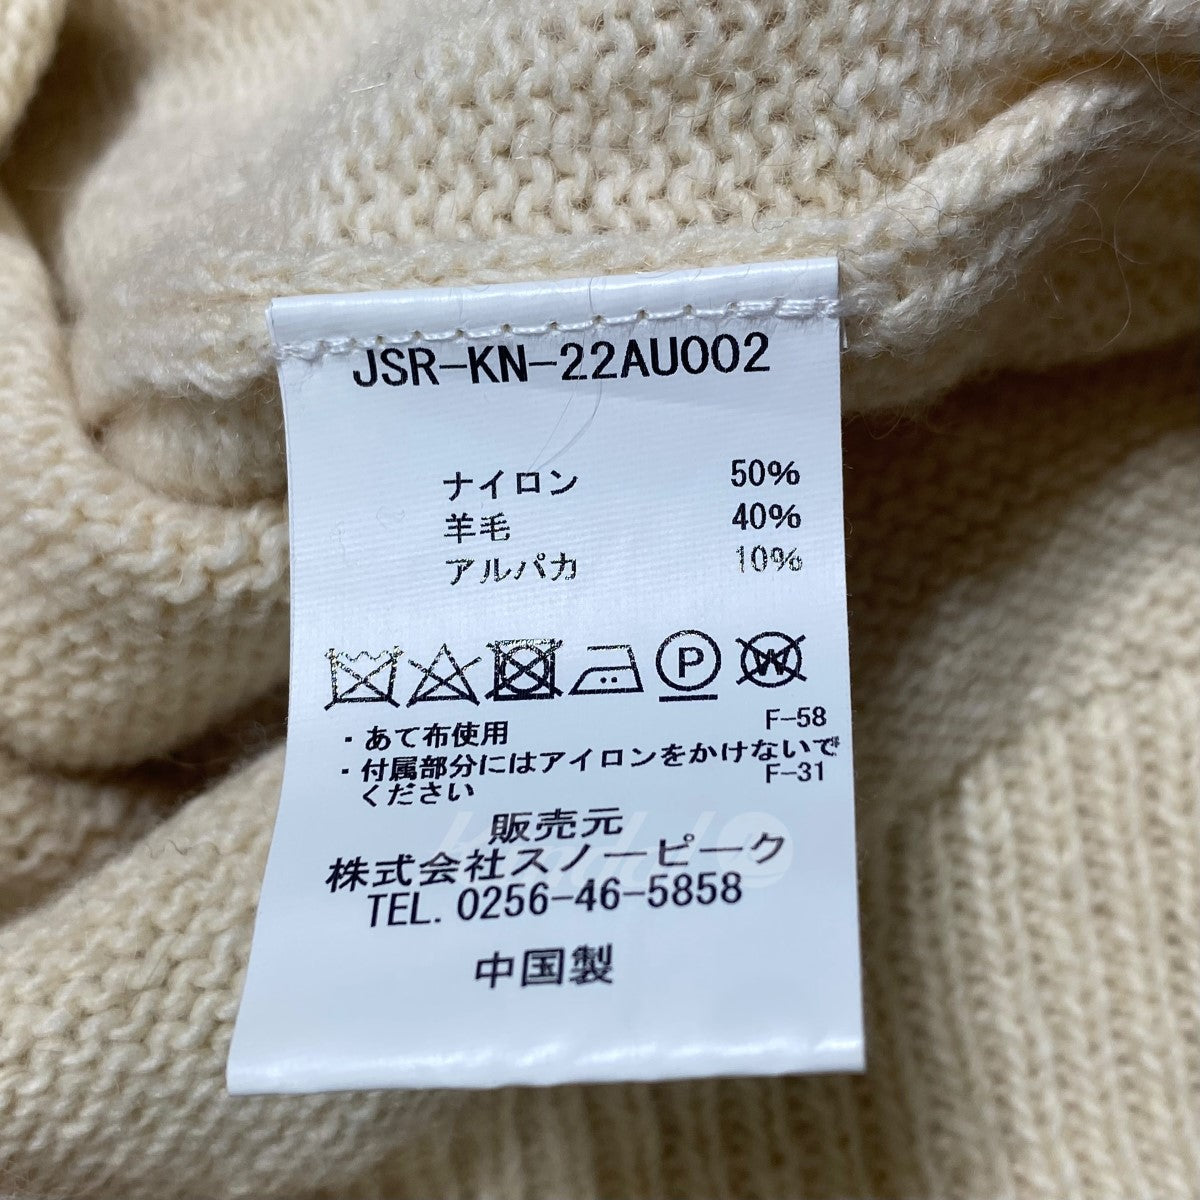 JSR-KN-22AU002
ナイロン 50%
羊毛 40%
アルパカ 10%
P W
・あて布使用 F-58
・付属部分にはアイロンをかけないで
ください F-31
販売元
株式会社スノーピーク
TEL. 0256-46-5858
中国製